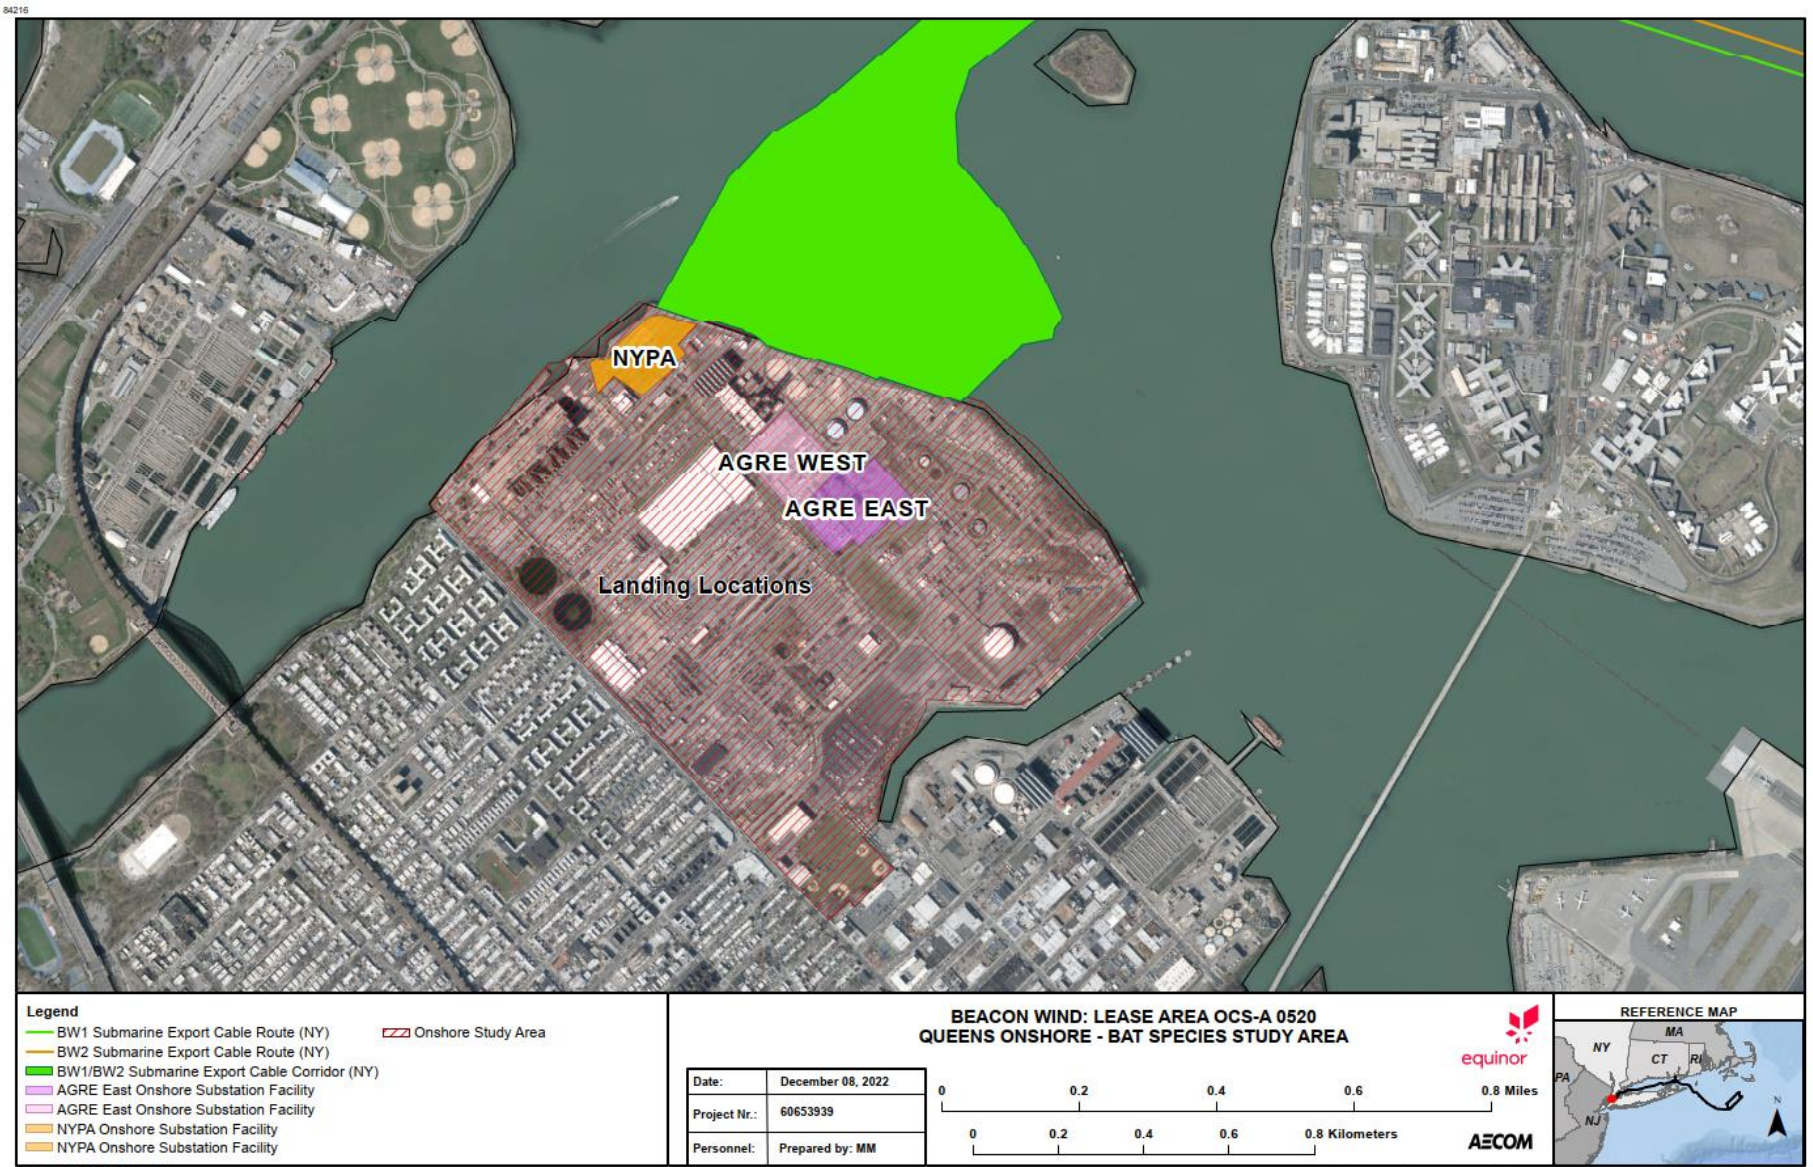 84216
NYPA
AGRE WEST
AGRE EAST
Landing Locations
Legend
BW1 Submarine Export Cable Route (NY)
BW2 Submarine Export Cable Route (NY)
BW1/BW2 Submarine Export Cable Corridor (NY)
AGRE East Onshore Substation Facility
AGRE East Onshore Substation Facility
NYPA Onshore Substation Facility
NYPA Onshore Substation Facility
Onshore Study Area
BEACON WIND: LEASE AREA OCS-A 0520
QUEENS ONSHORE - BAT SPECIES STUDY AREA
equinor
Date: December 08, 2022
Project Nr.: 60653939
Personnel: Prepared by: MM
0 0.2 0.4 0.6 0.8 Miles
0 0.2 0.4 0.6 0.8 Kilometers
AECOM
REFERENCE MAP
MA
NY
CT
RI
PA
NJ
N